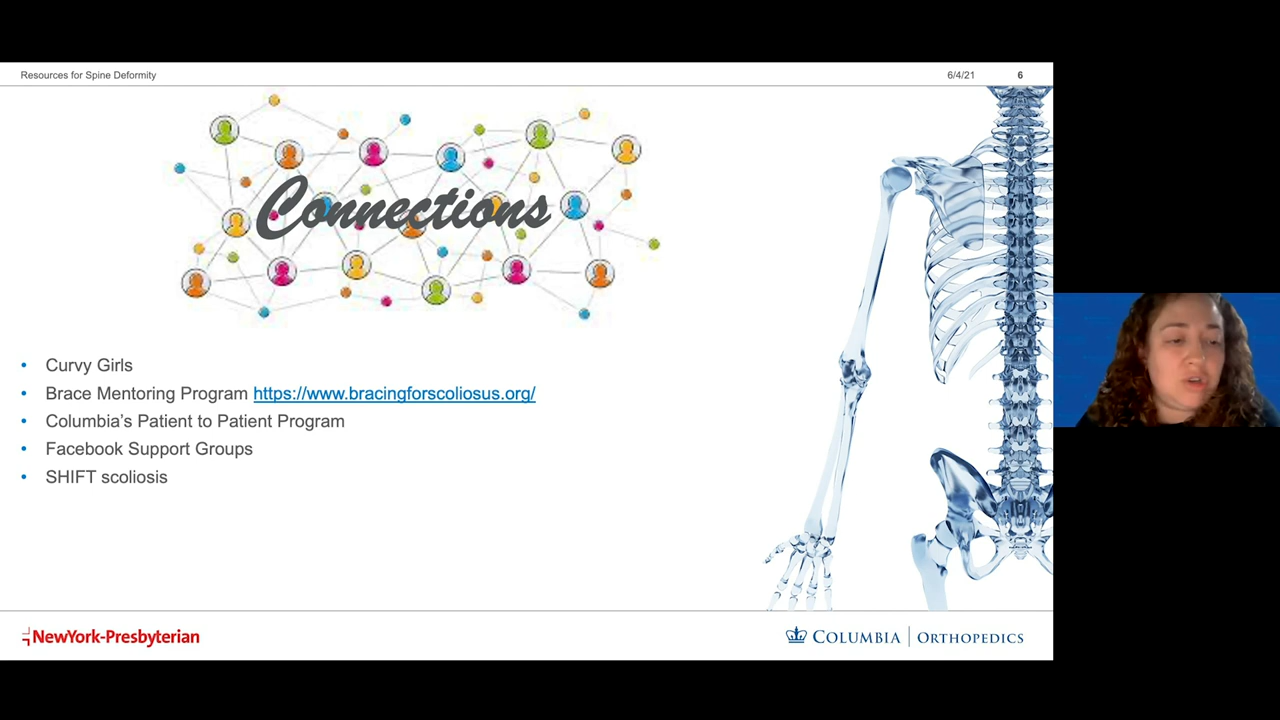 Resources for Spine Deformity
6/4/21 6
Connections
• Curvy Girls
• Brace Mentoring Program https://www.bracingforscoliosus.org/
• Columbia’s Patient to Patient Program
• Facebook Support Groups
• SHIFT scoliosis
NewYork-Presbyterian
COLUMBIA | ORTHOPEDICS